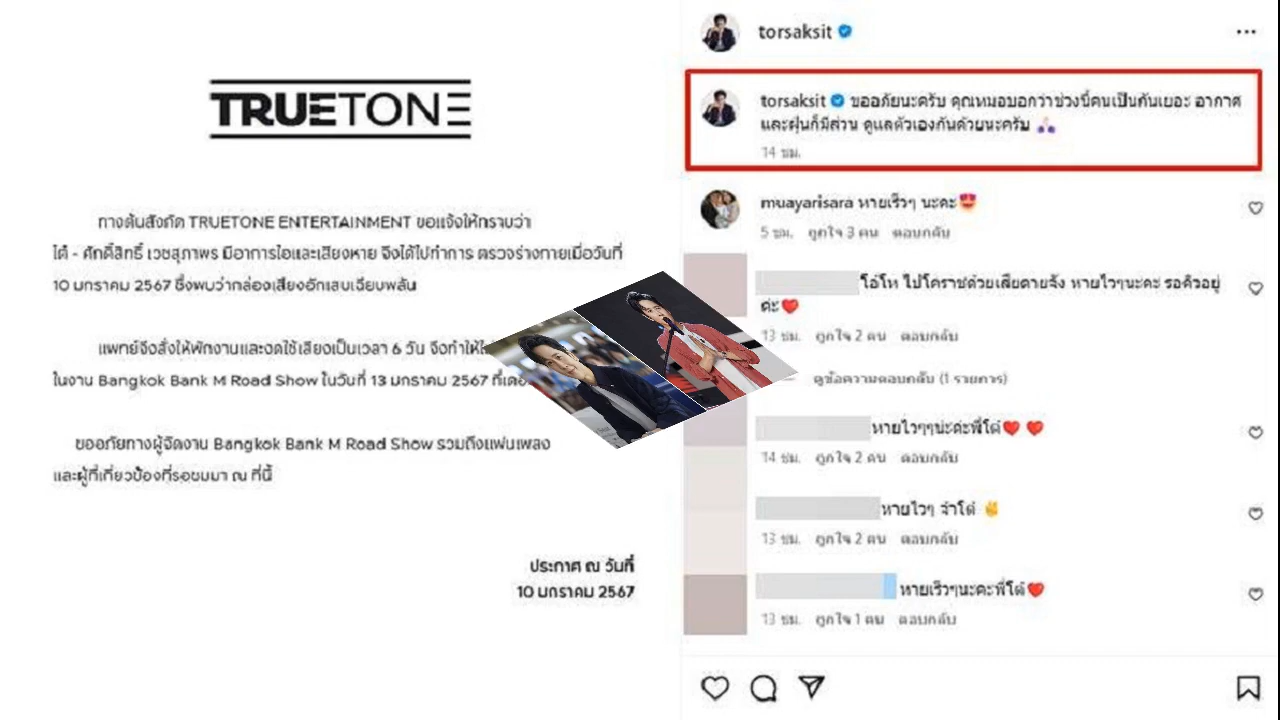 TRUETONE
ทางต้นสังกัด TRUETONE ENTERTAINMENT ขอแจ้งให้ทราบว่า
โต๋ - ศักดิ์สิทธิ์ เวชสุภาพร มีอาการไอและเสียงหาย จึงได้ไปทำการ ตรวจร่างกายเมื่อวันที่
10 มกราคม 2567 ซึ่งพบว่ากล่องเสียงอักเสบเฉียบพลัน
แพทย์จึงสั่งให้พักงานและงดใช้เสียงเป็นเวลา 6 วัน จึงทำให้
ในงาน Bangkok Bank M Road Show ในวันที่ 13 มกราคม 2567
ขออภัยทางผู้จัดงาน Bangkok Bank M Road Show รวมถึงแฟนเพลง
และผู้ที่เกี่ยวข้องที่รอชมมา ณ ที่นี้
ประกาศ ณ วันที่
10 มกราคม 2567
torsaksit
torsaksit ขออภัยนะครับ คุณหมอบอกว่าช่วงนี้คนเป็นกันเยอะ อากาศ
และฝุ่นก็มีส่วน ดูแลตัวเองกันด้วยนะครับ 🙏🏻
14 ชม.
muayarisara หายเร็วๆ นะคะ😍
5 ชม. ถูกใจ 3 คน ตอบกลับ
โอ๋โห ไปโคราชด้วยเสียดายจัง หายไวๆนะคะ รอคิวอยู่
ค่ะ❤️
13 ชม. ถูกใจ 2 คน ตอบกลับ
ดูข้อความตอบกลับ (1 รายการ)
หายไวๆๆน่ะค่ะพี่โต๋❤️ ❤️
14 ชม. ถูกใจ 2 คน ตอบกลับ
หายไวๆ จ้าโต๋ ✌️
13 ชม. ถูกใจ 2 คน ตอบกลับ
หายเร็วๆนะคะพี่โต๋❤️
13 ชม. ถูกใจ 1 คน ตอบกลับ